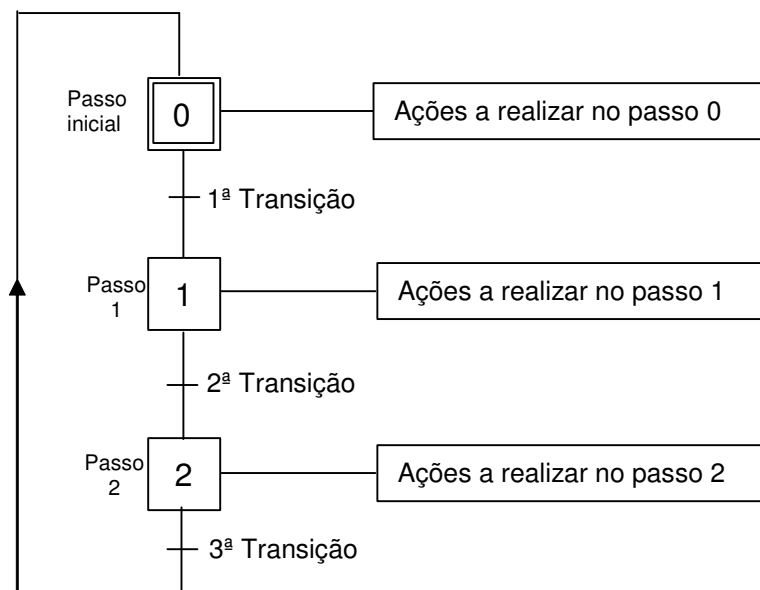 Passo
inicial
0
Ações a realizar no passo 0
1ª Transição
Passo
1
1
Ações a realizar no passo 1
2ª Transição
Passo
2
2
Ações a realizar no passo 2
3ª Transição